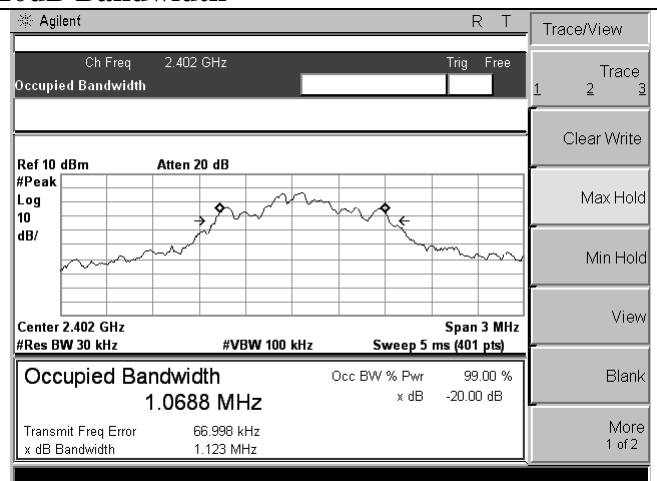 Agilent R T Trace/View
Ch Freq 2.402 GHz Trig Free
Occupied Bandwidth
Trace
1 2 3
Clear Write
Ref 10 dBm Atten 20 dB
#Peak
Log
10
dB/
Max Hold
Min Hold
Center 2.402 GHz Span 3 MHz
#Res BW 30 kHz #VBW 100 kHz Sweep 5 ms (401 pts)
View
Occupied Bandwidth Occ BW % Pwr 99.00 %
1.0688 MHz x dB -20.00 dB
Blank
Transmit Freq Error 66.998 kHz
x dB Bandwidth 1.123 MHz
More
1 of 2